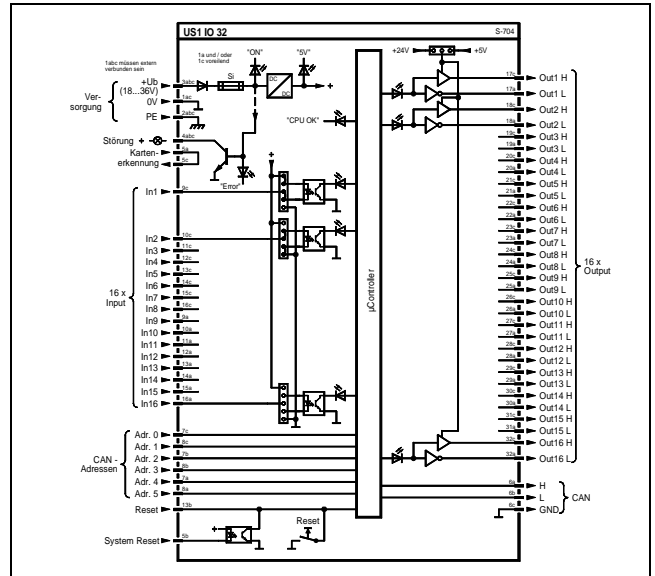 US1 IO 32
S-704
1abc müssen extern
verbunden sein
1a und / oder
1c voreilend
"ON"
"5V"
+24V
+5V
Ver-
sorgung
+Ub
(18...36V)
3abc
Si
DC
DC
+
0V
1ac
PE
2abc
"CPU OK"
Störung +
4abc
Karten-
erkennung
5a
5c
"Error"
+
µController
16 x
Input
In1
9c
In2
10c
In3
11c
In4
12c
In5
13c
In6
14c
In7
15c
In8
16c
In9
9a
In10
10a
In11
11a
In12
12a
In13
13a
In14
14a
In15
15a
In16
16a
CAN -
Adressen
Adr. 0
7c
Adr. 1
8c
Adr. 2
7b
Adr. 3
8b
Adr. 4
7a
Adr. 5
8a
Reset
13b
System Reset
5b
+
Reset
17c
Out1 H
17a
Out1 L
18c
Out2 H
18a
Out2 L
19c
Out3 H
19a
Out3 L
20c
Out4 H
20a
Out4 L
21c
Out5 H
21a
Out5 L
22c
Out6 H
22a
Out6 L
23c
Out7 H
23a
Out7 L
24c
Out8 H
24a
Out8 L
25c
Out9 H
25a
Out9 L
26c
Out10 H
26a
Out10 L
27c
Out11 H
27a
Out11 L
28c
Out12 H
28a
Out12 L
29c
Out13 H
29a
Out13 L
30c
Out14 H
30a
Out14 L
31c
Out15 H
31a
Out15 L
32c
Out16 H
32a
Out16 L
16 x
Output
6a
H
6b
L
6c
GND
CAN